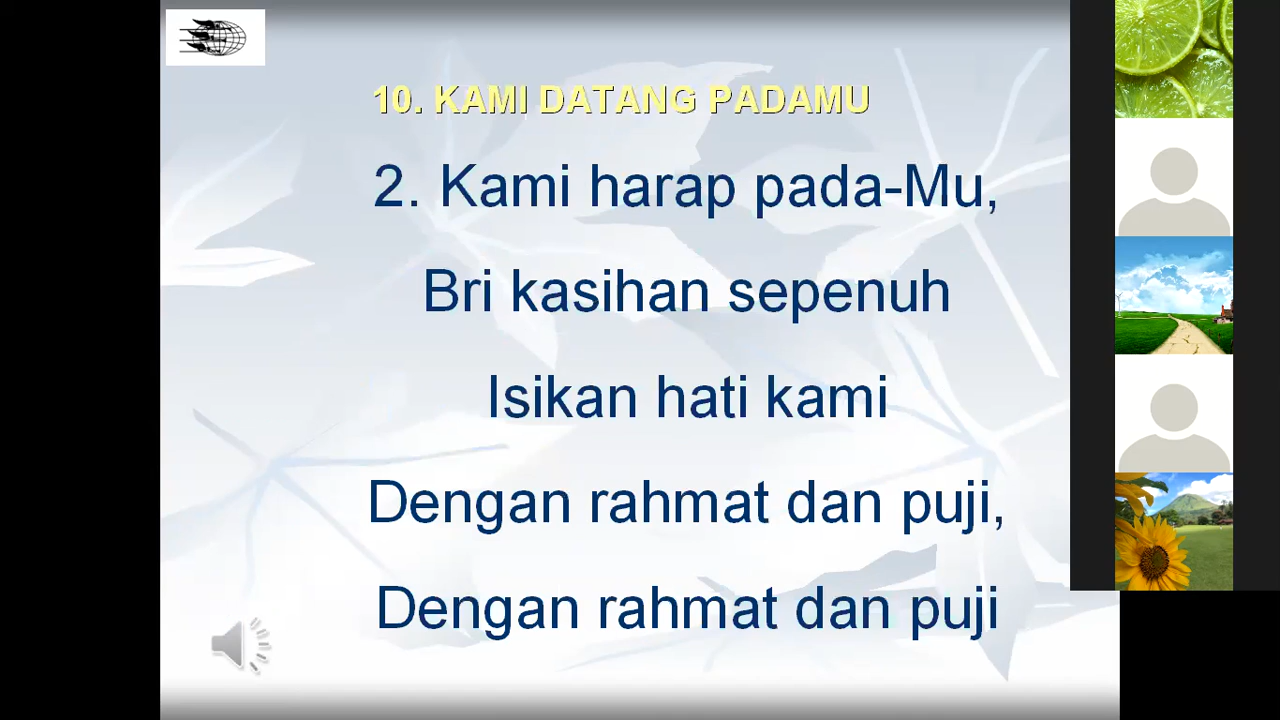 10. KAMI DATANG PADAMU
2. Kami harap pada-Mu,
Bri kasihan sepenuh
Isikan hati kami
Dengan rahmat dan puji,
Dengan rahmat dan puji